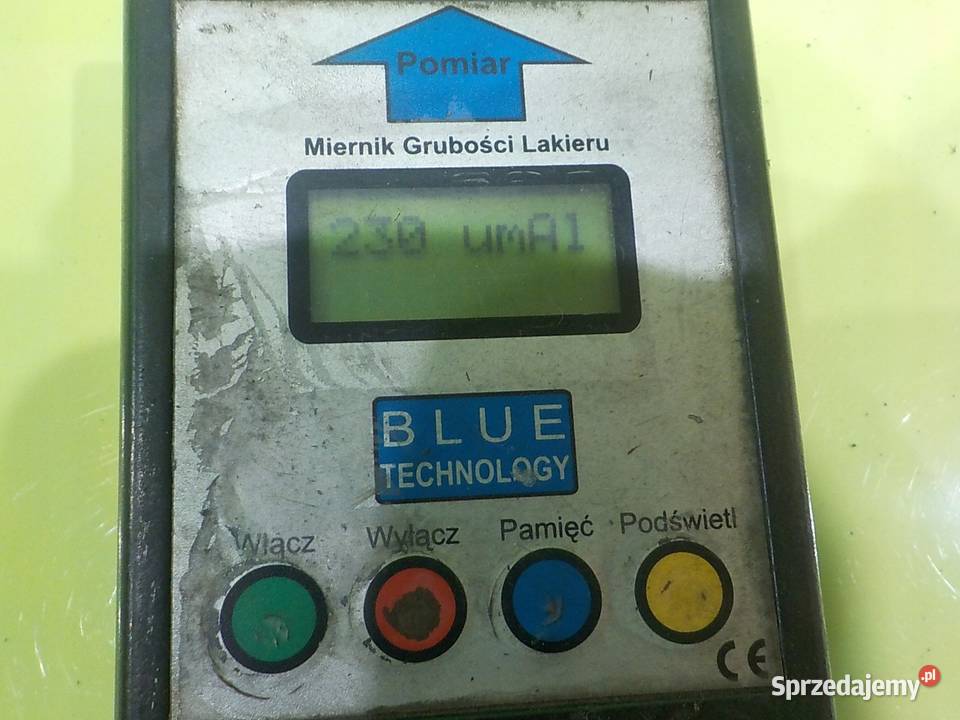 Pomiar
Miernik Grubości Lakieru
230 umAl
BLUE
TECHNOLOGY
Włącz Wyłącz Pamięć Podświetl
CE
Sprzedajemy.pl